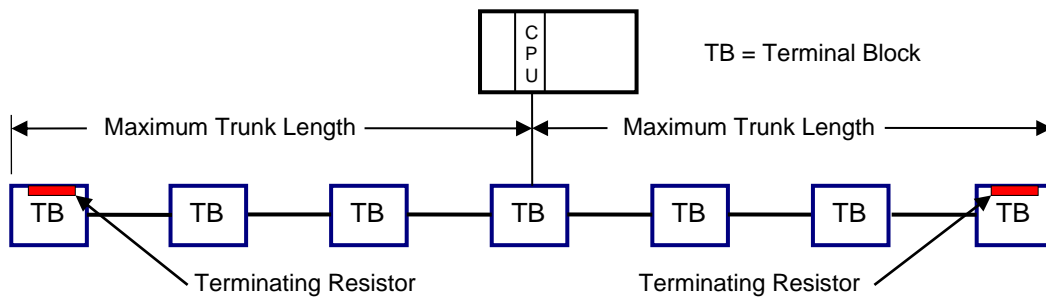 CPU
TB = Terminal Block
Maximum Trunk Length
Maximum Trunk Length
TB
TB
TB
TB
TB
TB
TB
Terminating Resistor
Terminating Resistor